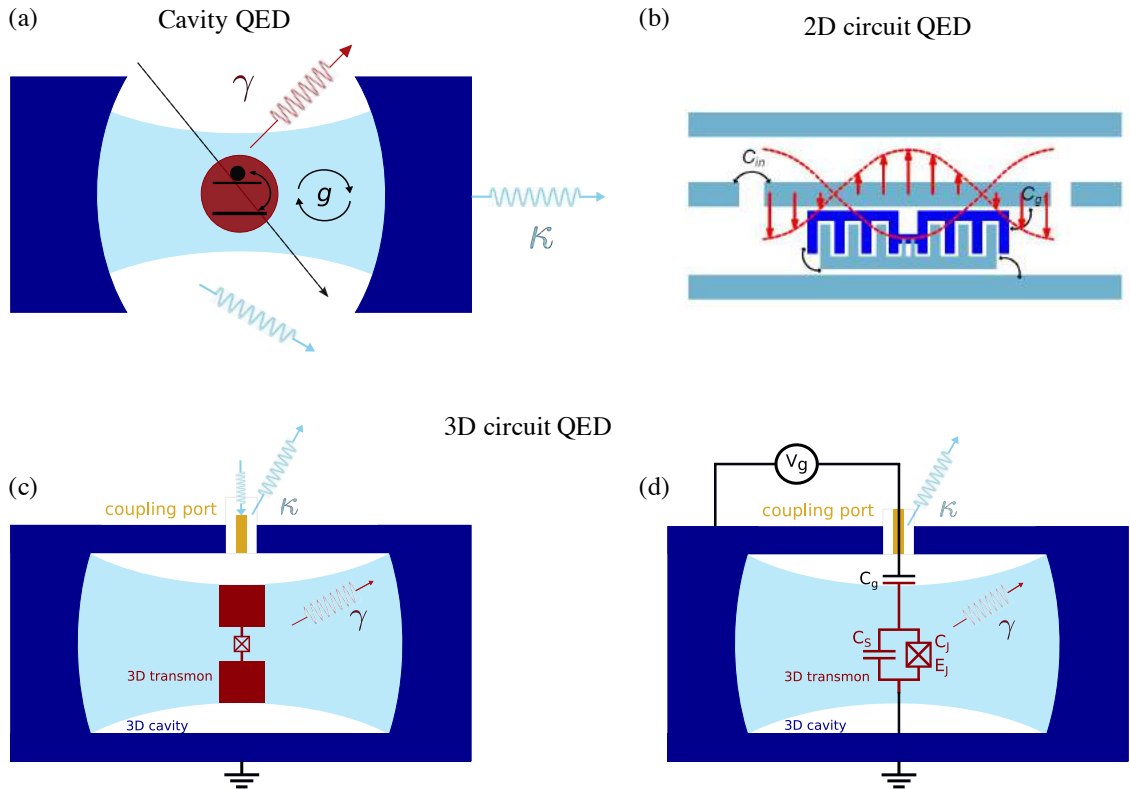 (a)
Cavity QED
γ
g
κ
(b)
2D circuit QED
C_in
C_g
3D circuit QED
(c)
coupling port
κ
γ
3D transmon
3D cavity
(d)
V_g
coupling port
κ
C_g
γ
C_S
C_J
E_J
3D transmon
3D cavity